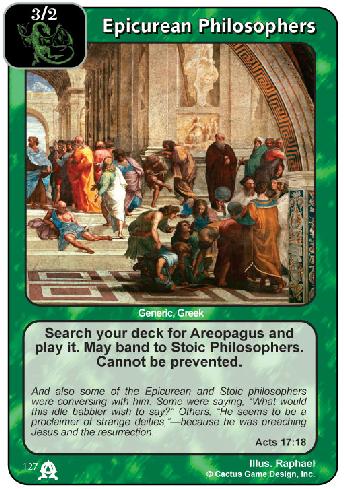 3/2
Epicurean Philosophers
Generic, Greek
Search your deck for Areopagus and
play it. May band to Stoic Philosophers.
Cannot be prevented.
And also some of the Epicurean and Stoic philosophers
were conversing with him. Some were saying, "What would
this idle babbler wish to say?" Others, "He seems to be a
proclaimer of strange deities,"—because he was preaching
Jesus and the resurrection
Acts 17:18
127
Illus. Raphael
© Cactus Game Design, Inc.